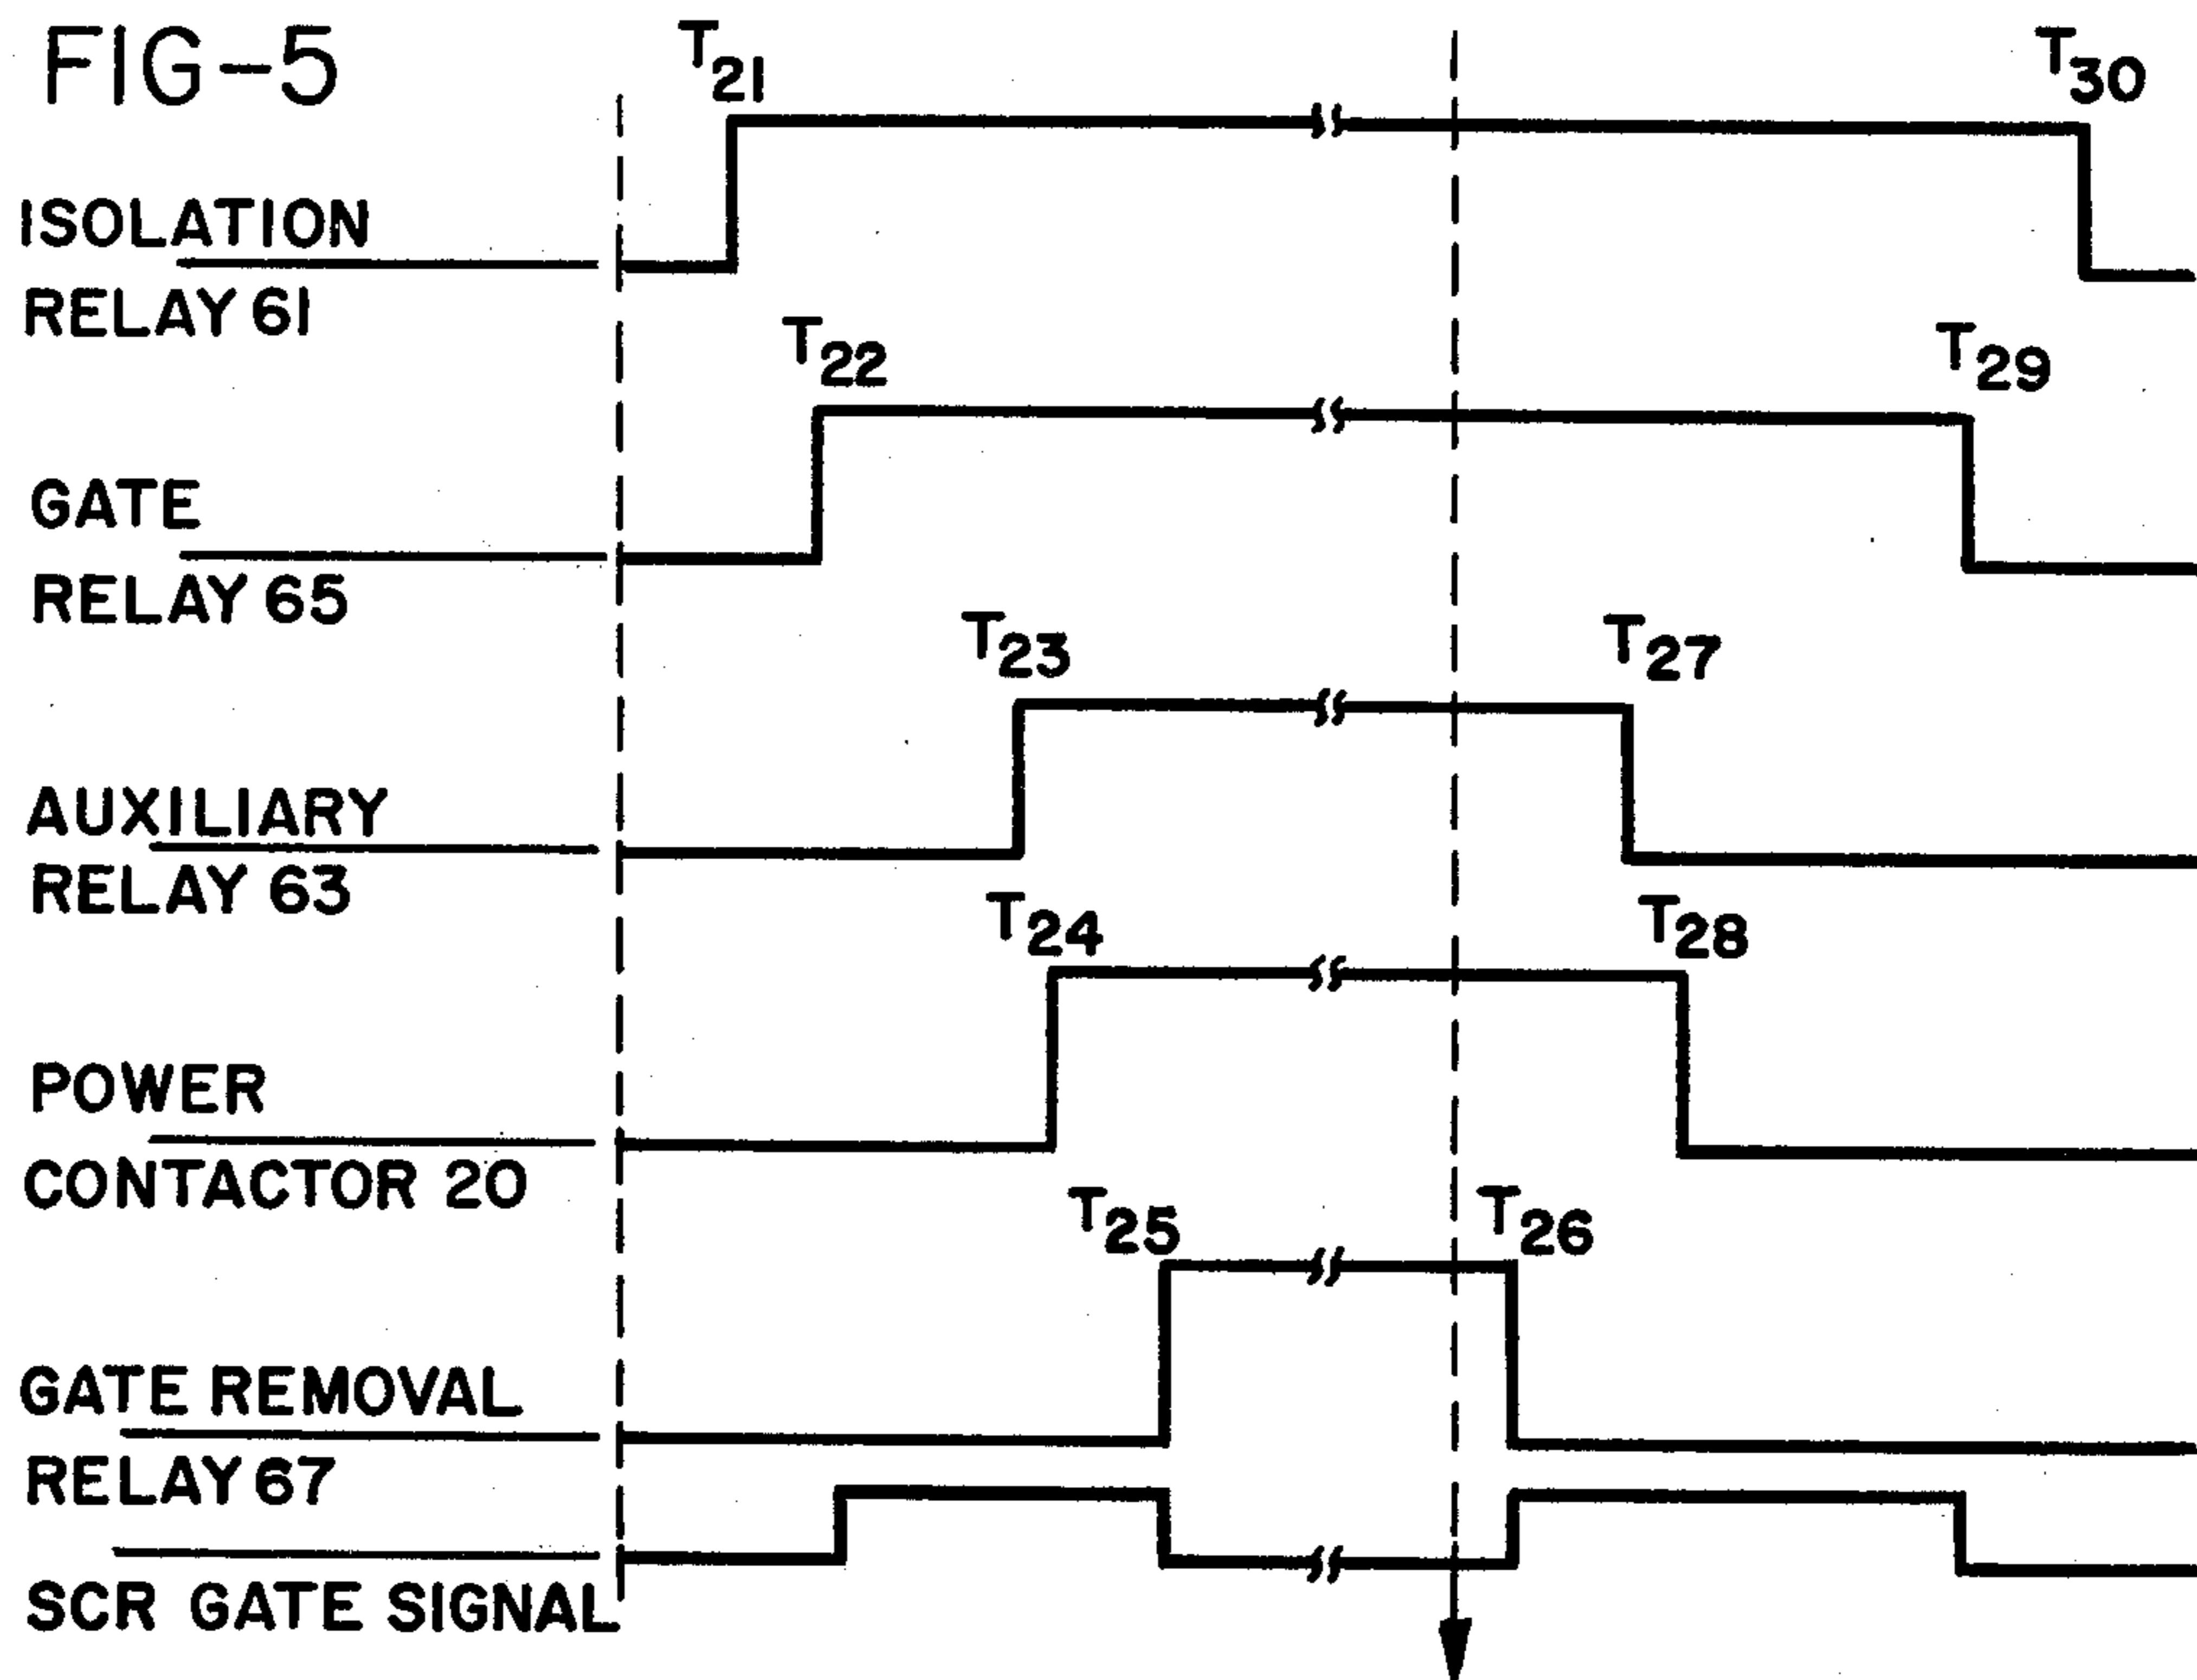 FIG-5
T21
T30
ISOLATION
RELAY 61
T22
T29
GATE
RELAY 65
T23
T27
AUXILIARY
RELAY 63
T24
T28
POWER
CONTACTOR 20
T25
T26
GATE REMOVAL
RELAY 67
SCR GATE SIGNAL